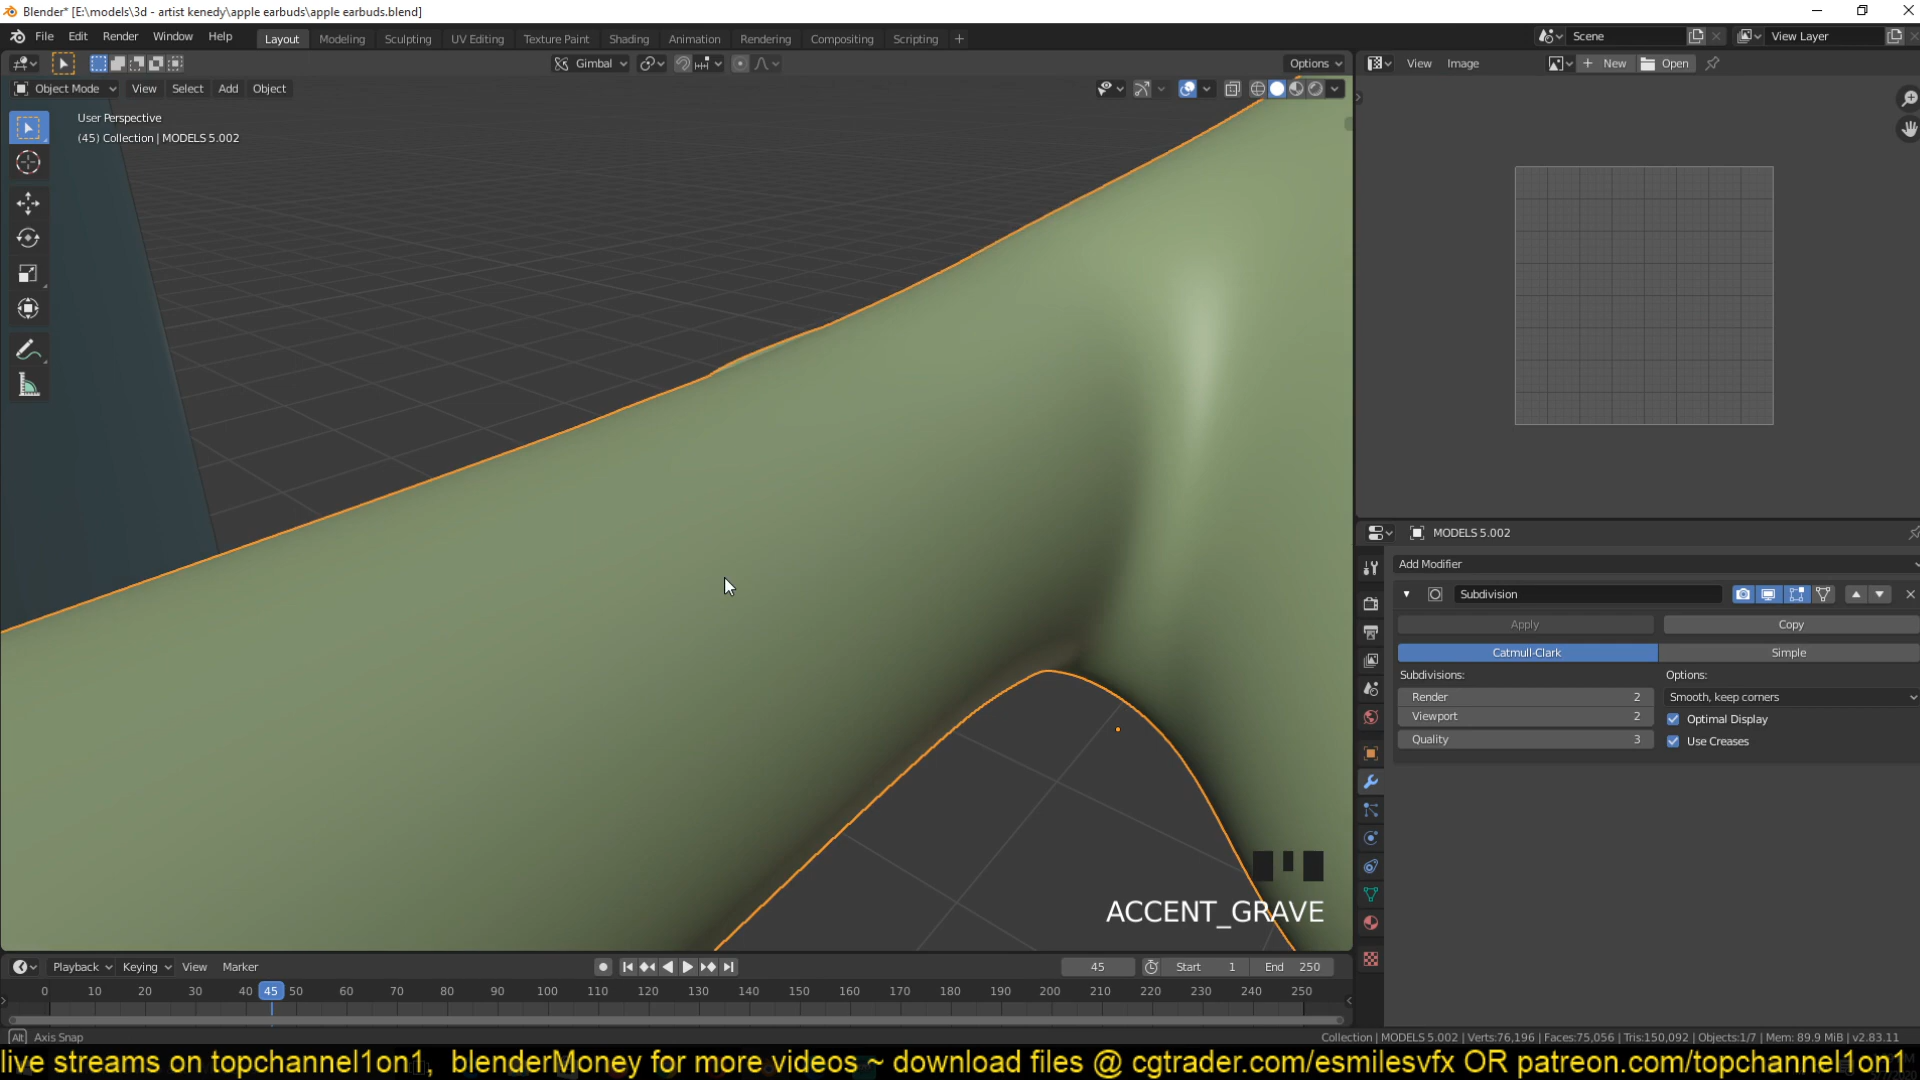 Blender* [E:\models\3d - artist kenedy\apple earbuds\apple earbuds.blend]
File Edit Render Window Help Layout Modeling Sculpting UV Editing Texture Paint Shading Animation Rendering Compositing Scripting + Scene View Layer
Gimbal Options View Image New Open
Object Mode View Select Add Object
User Perspective
(45) Collection | MODELS 5.002
MODELS 5.002
Add Modifier
Subdivision
Apply Copy
Catmull-Clark Simple
Subdivisions: Options:
Render 2 Smooth, keep corners
Viewport 2 Optimal Display
Quality 3 Use Creases
ACCENT_GRAVE
Playback Keying View Marker 45 Start 1 End 250
0 10 20 30 40 45 50 60 70 80 90 100 110 120 130 140 150 160 170 180 190 200 210 220 230 240 250
Alt Axis Snap Collection | MODELS 5.002 | Verts:76,196 | Faces:75,056 | Tris:150,092 | Objects:1/7 | Mem: 89.9 MiB | v2.83.11
live streams on topchannel1on1, blenderMoney for more videos ~ download files @ cgtrader.com/esmilesvfx OR patreon.com/topchannel1on1